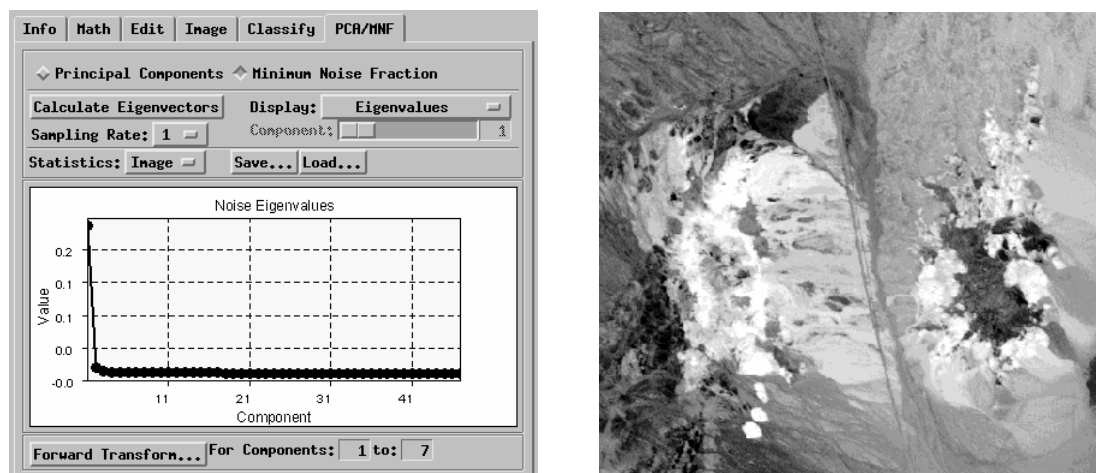 Info Math Edit Image Classify PCA/MNF
Principal Components Minimum Noise Fraction
Calculate Eigenvectors Display: Eigenvalues
Sampling Rate: 1 Component: 1
Statistics: Image Save... Load...
Noise Eigenvalues
0.2
0.1
0.1
0.0
-0.0
Value
11 21 31 41
Component
Forward Transform... For Components: 1 to: 7